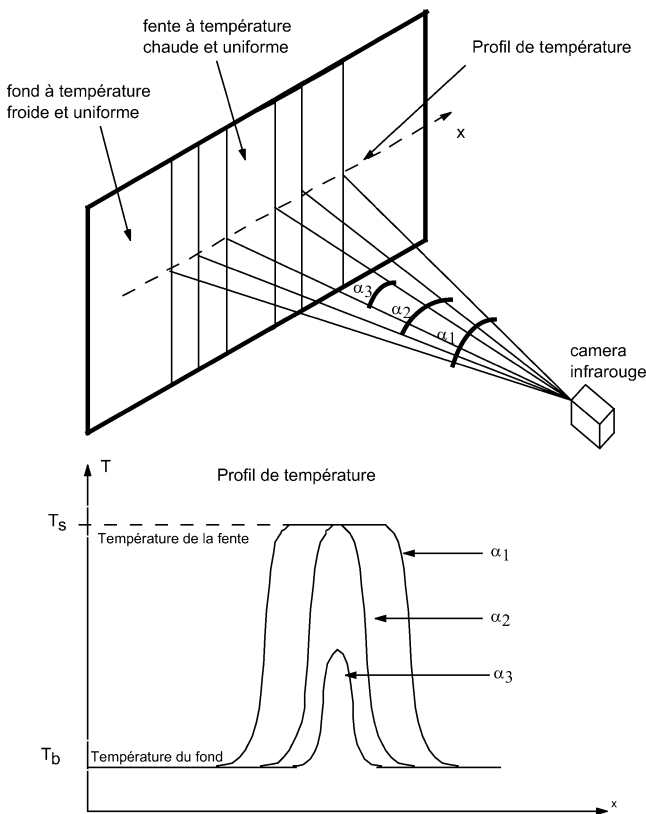 fente à température
chaude et uniforme
Profil de température
fond à température
froide et uniforme
x
α3
α2
α1
camera
infrarouge
T
Profil de température
Ts
Température de la fente
α1
α2
α3
Tb
Température du fond
x